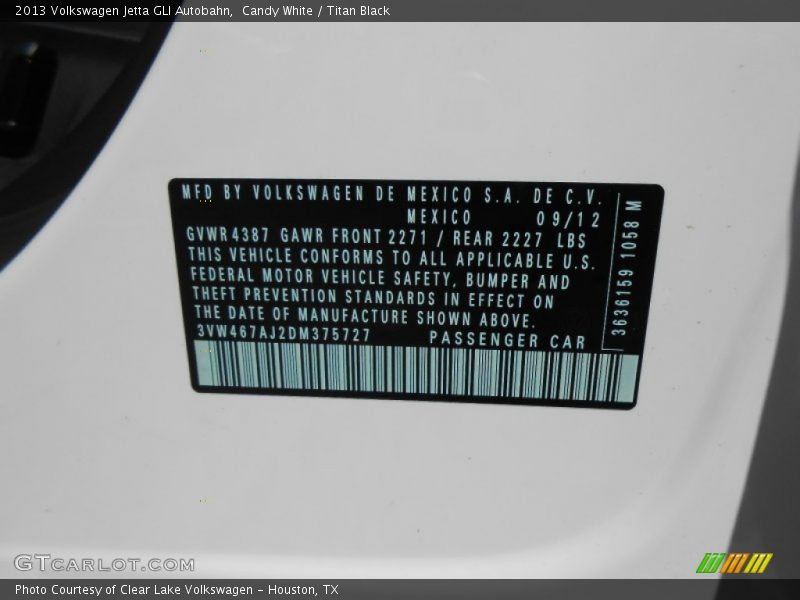 2013 Volkswagen Jetta GLI Autobahn, Candy White / Titan Black
MFD BY VOLKSWAGEN DE MEXICO S.A. DE C.V.
MEXICO 09/12
GVWR 4387 GAWR FRONT 2271 / REAR 2227 LBS
THIS VEHICLE CONFORMS TO ALL APPLICABLE U.S.
FEDERAL MOTOR VEHICLE SAFETY, BUMPER AND
THEFT PREVENTION STANDARDS IN EFFECT ON
THE DATE OF MANUFACTURE SHOWN ABOVE.
3VW467AJ2DM375727 PASSENGER CAR
3636159 1058 M
GTCARLOT.COM
Photo Courtesy of Clear Lake Volkswagen - Houston, TX